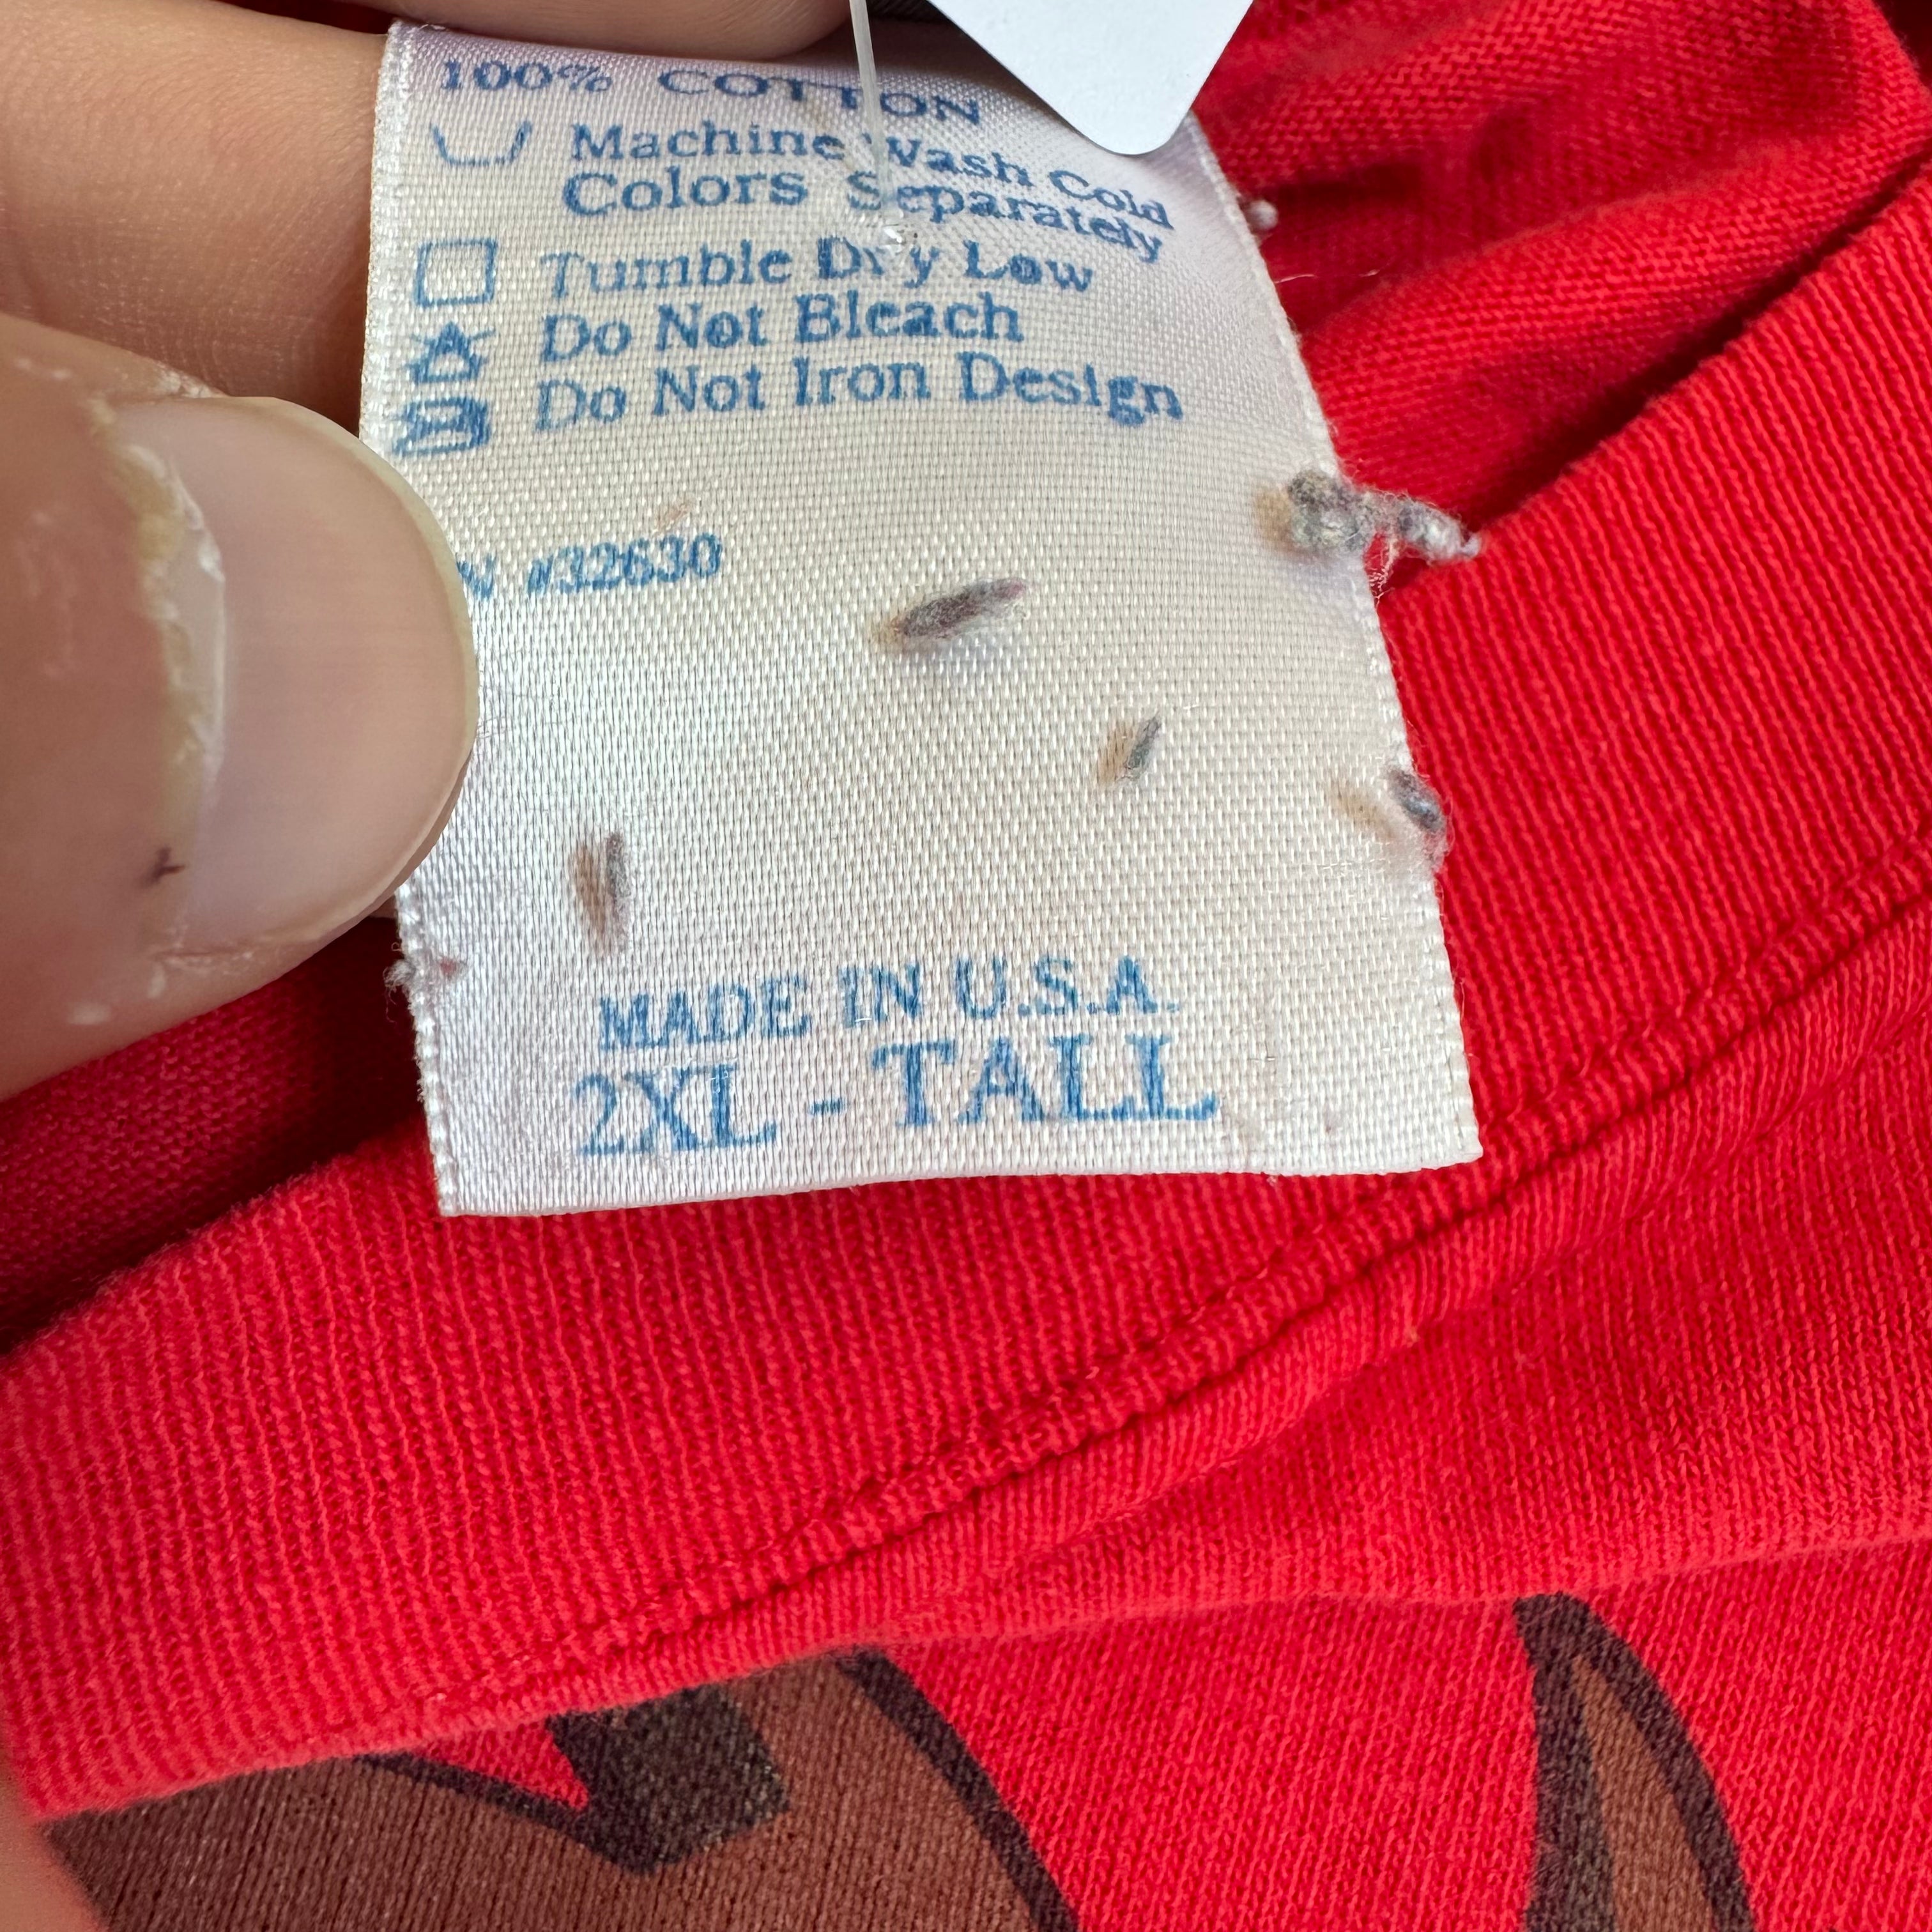 100% COTTON
Machine Wash Cold
Colors Separately
Tumble Dry Low
Do Not Bleach
Do Not Iron Design
N #32630
MADE IN U.S.A.
2XL - TALL